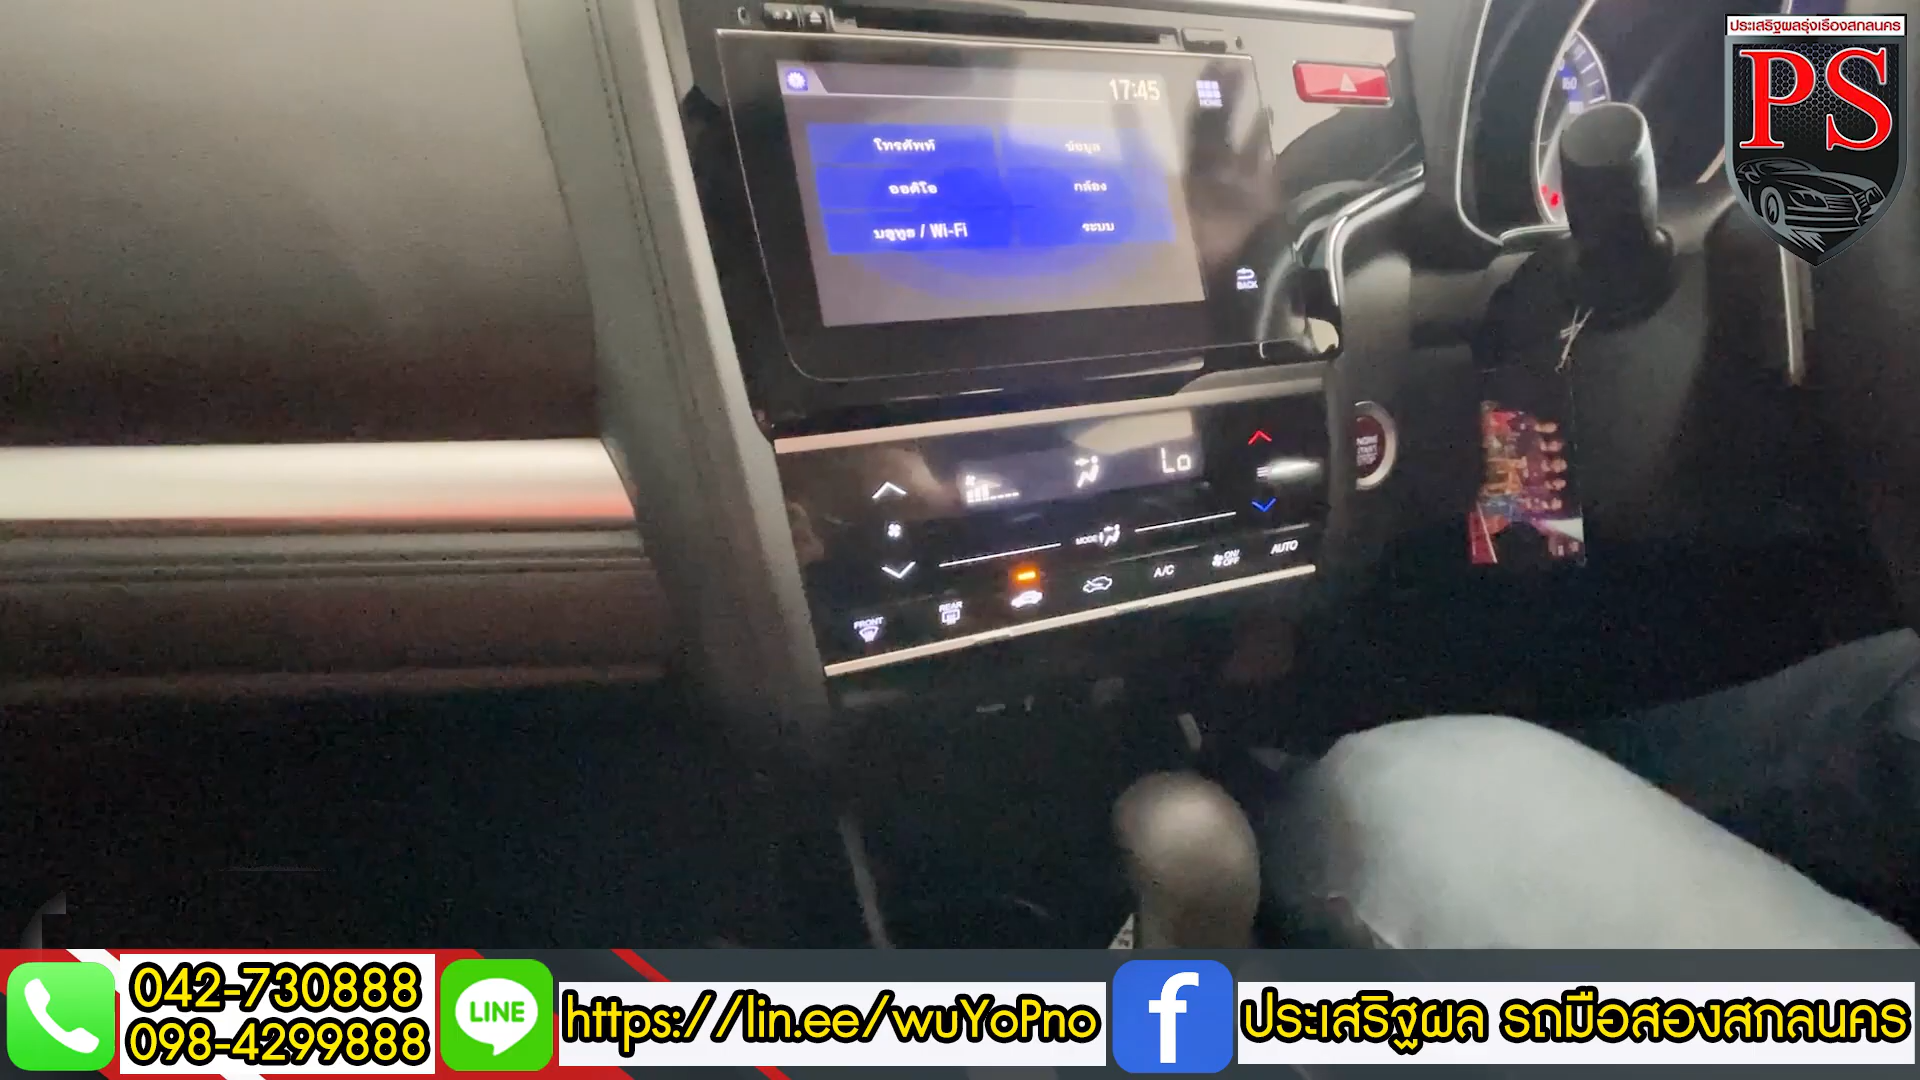 ประเสริฐผลรุ่งเรืองสกลนคร
PS
17:45
HOME
โทรศัพท์
ข้อมูล
ออดิโอ
กล้อง
บลูทูธ / Wi-Fi
ระบบ
BACK
Lo
MODE
FRONT
REAR
A/C
ON/
OFF
AUTO
042-730888
098-4299888
LINE
https://lin.ee/wuYoPno
f
ประเสริฐผล รถมือสองสกลนคร